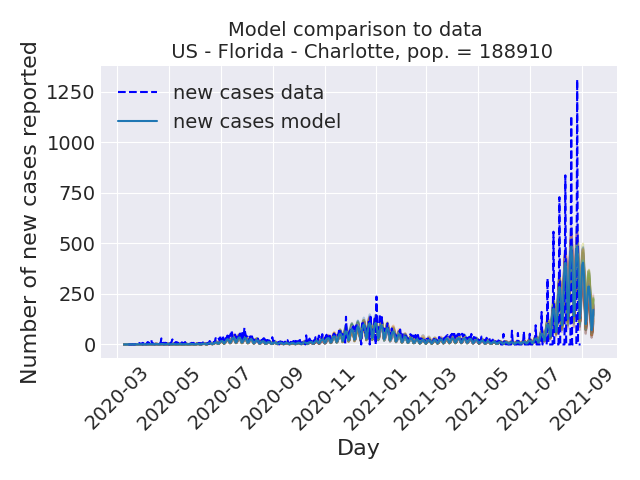 Model comparison to data
US - Florida - Charlotte, pop. = 188910
Number of new cases reported
1250
1000
750
500
250
0
new cases data
new cases model
2020-03
2020-05
2020-07
2020-09
2020-11
2021-01
2021-03
2021-05
2021-07
2021-09
Day